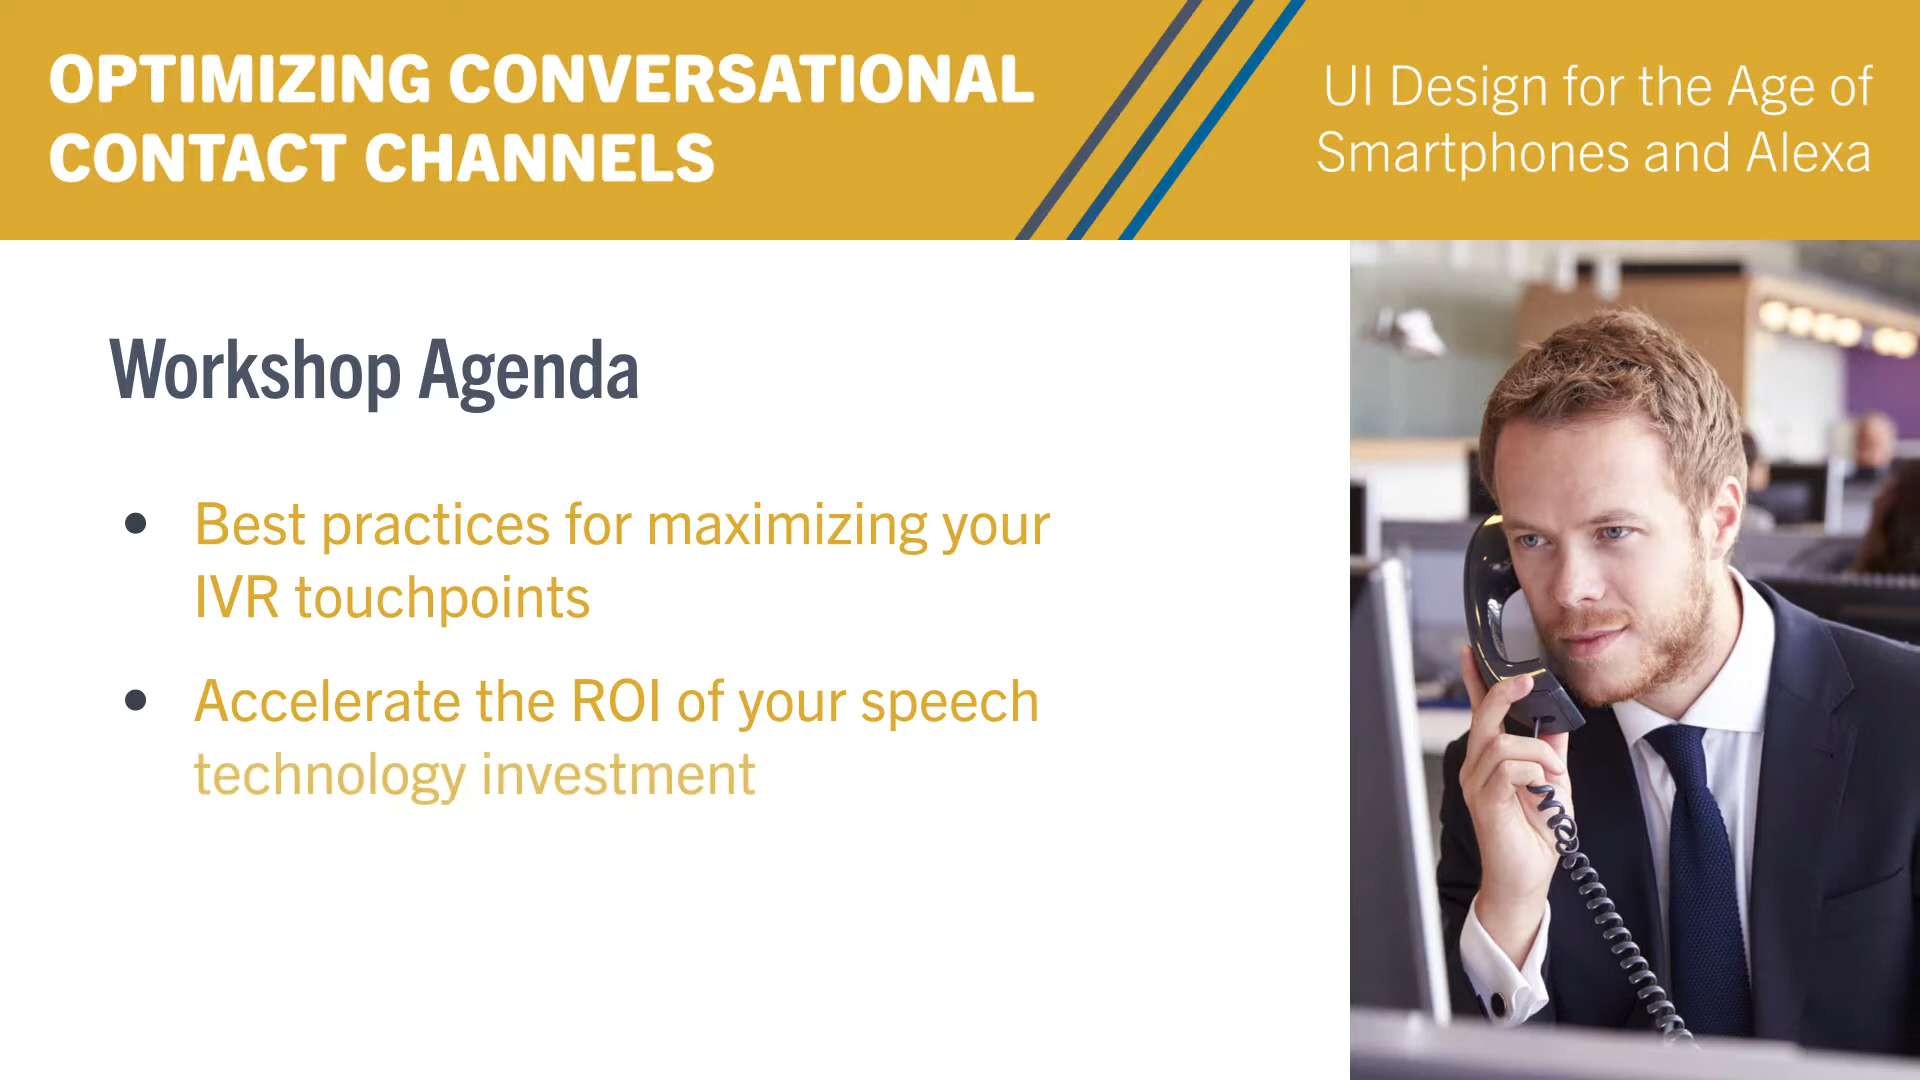 OPTIMIZING CONVERSATIONAL
CONTACT CHANNELS
UI Design for the Age of
Smartphones and Alexa
Workshop Agenda
• Best practices for maximizing your
IVR touchpoints
• Accelerate the ROI of your speech
technology investment